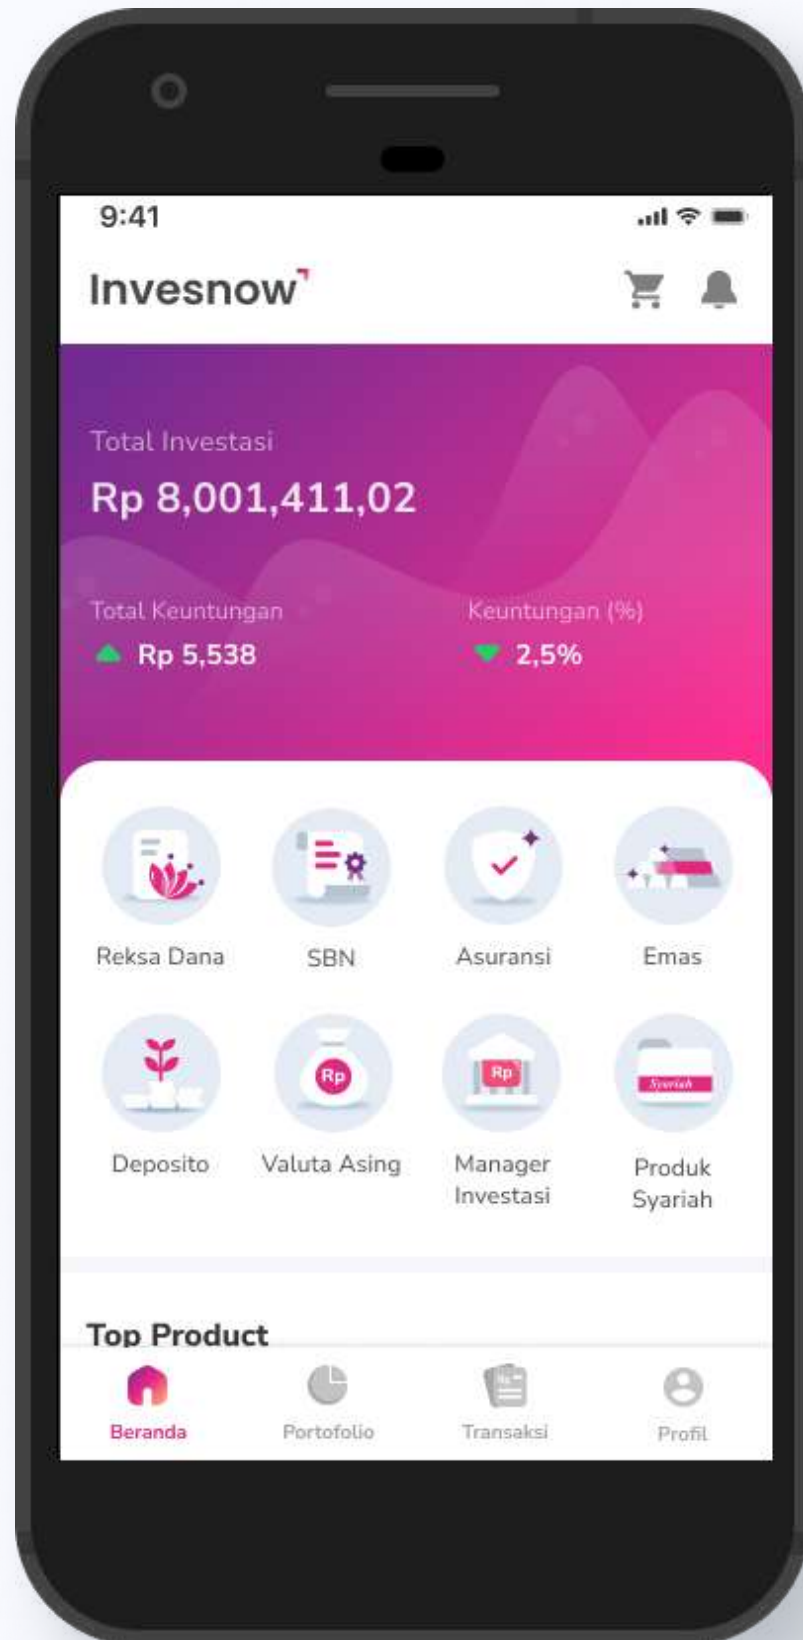 9:41
Invesnow
Total Investasi
Rp 8,001,411,02
Total Keuntungan
Keuntungan (%)
Rp 5,538
2,5%
Reksa Dana
SBN
Asuransi
Emas
Rp
Rp
Syariah
Deposito
Valuta Asing
Manager
Investasi
Produk
Syariah
Top Product
Beranda
Portofolio
Transaksi
Profil